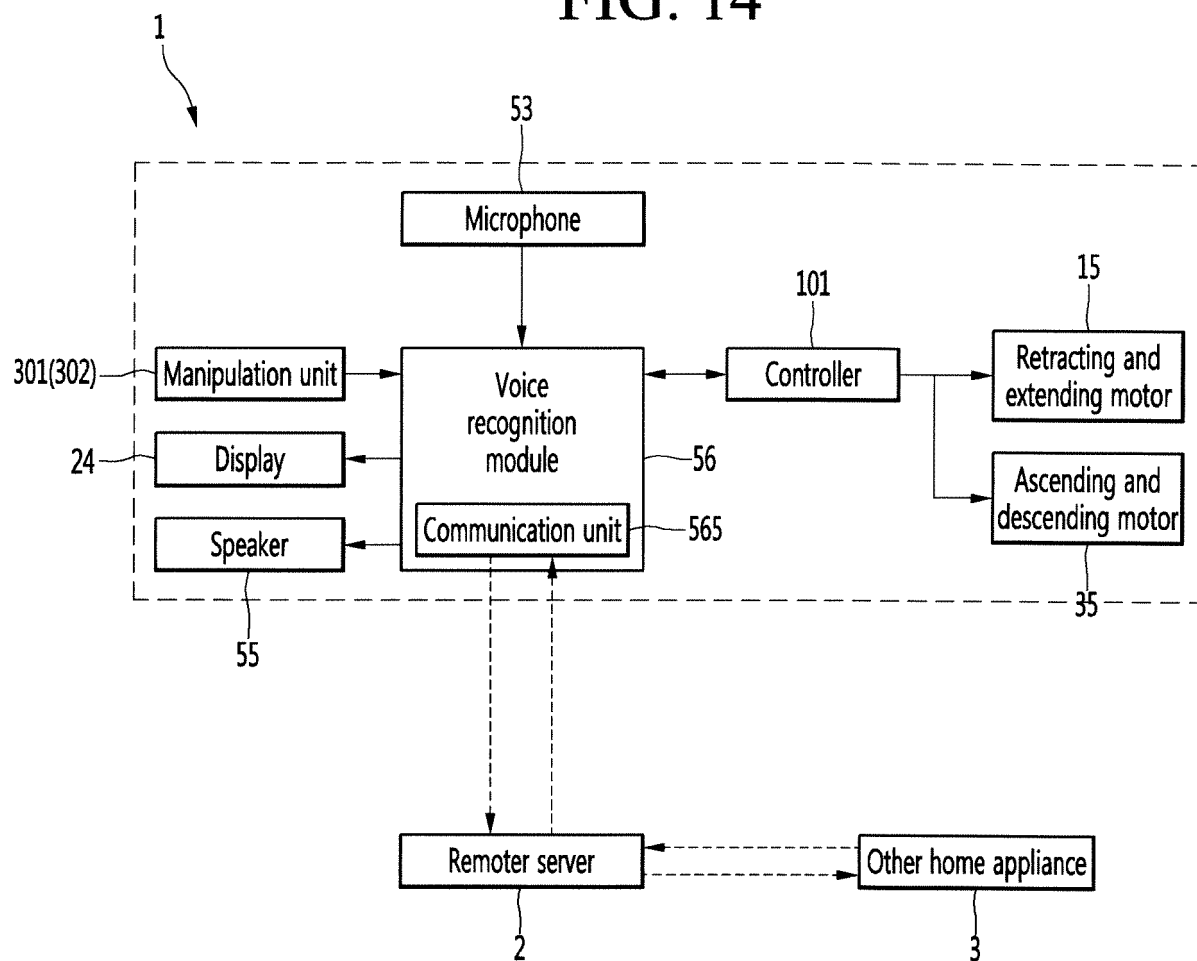 FIG. 14
1
53
Microphone
15
101
301(302)
Manipulation unit
Voice
recognition
module
Controller
Retracting and
extending motor
24
Display
56
Ascending and
descending motor
Speaker
Communication unit
565
35
55
Remoter server
Other home appliance
2
3